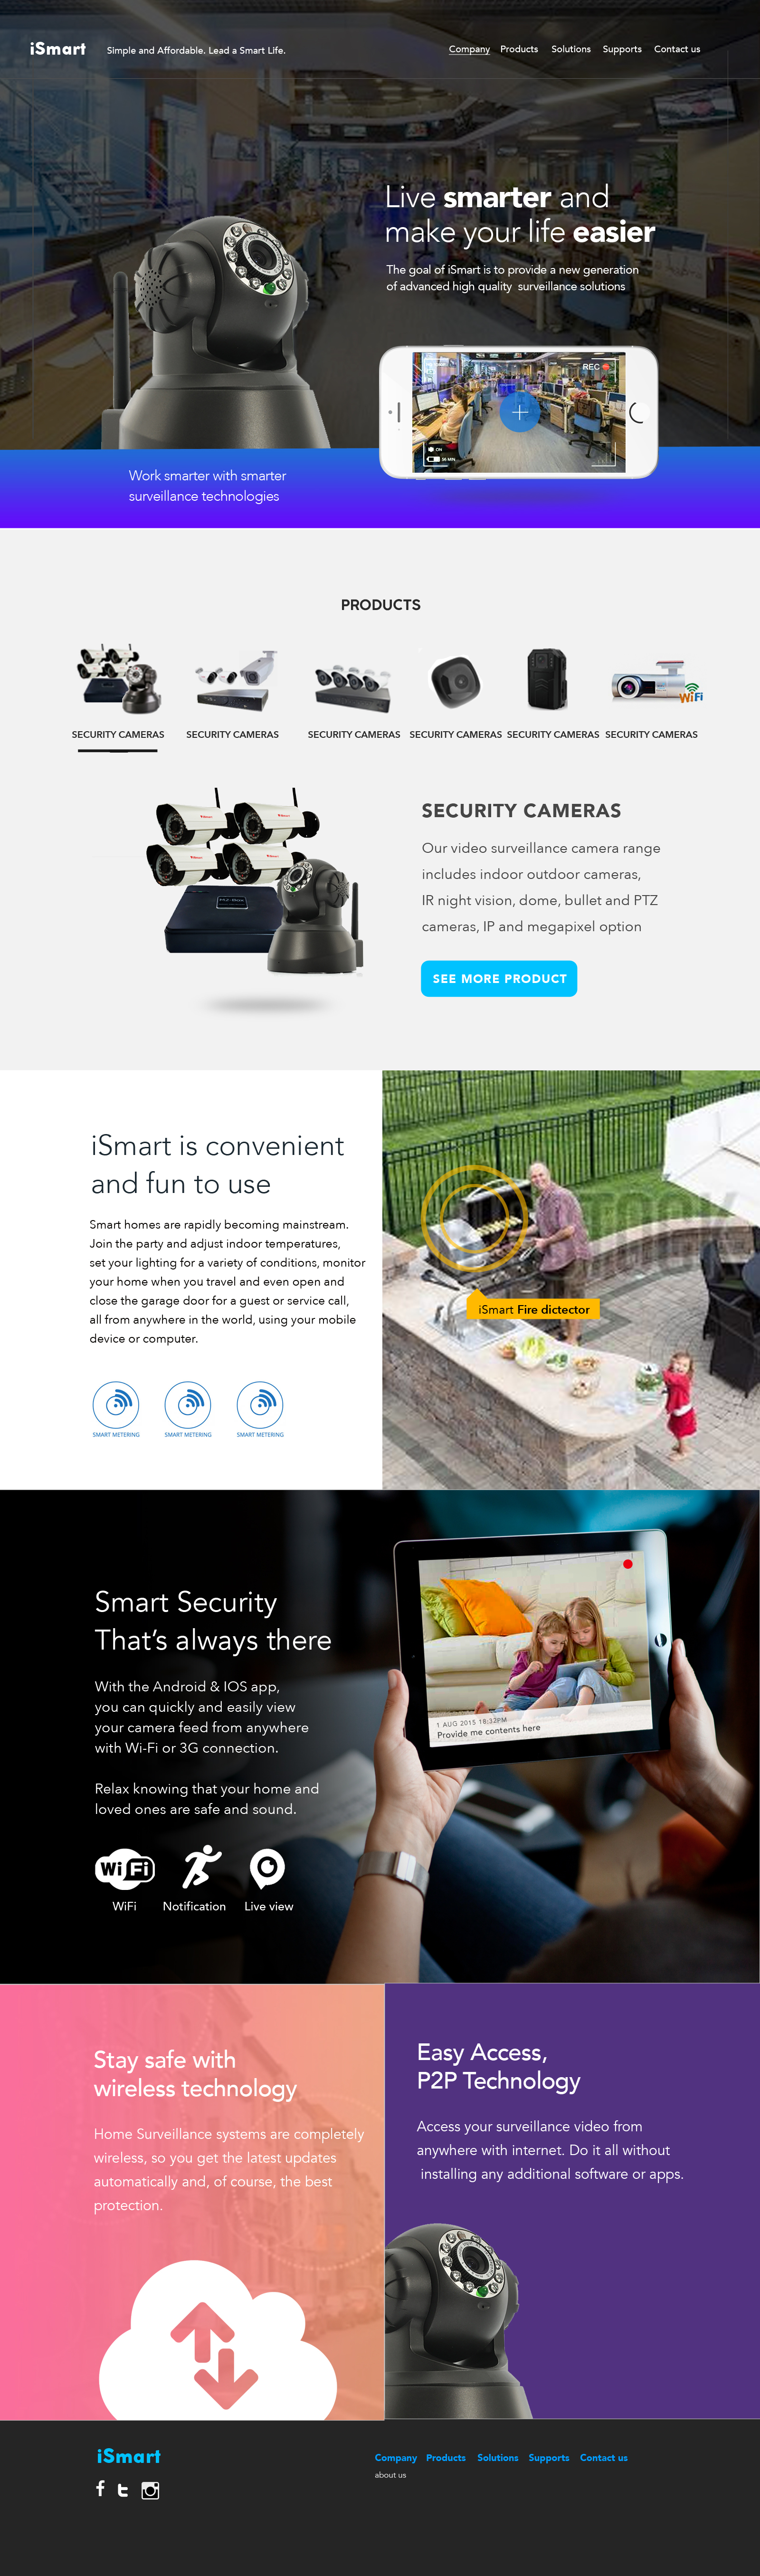 iSmart Simple and Affordable. Lead a Smart Life. Company Products Solutions Supports Contact us
Live smarter and
make your life easier
The goal of iSmart is to provide a new generation
of advanced high quality surveillance solutions
REC
ON
36 MIN
Work smarter with smarter
surveillance technologies
PRODUCTS
WiFi
SECURITY CAMERAS SECURITY CAMERAS SECURITY CAMERAS SECURITY CAMERAS SECURITY CAMERAS SECURITY CAMERAS
SECURITY CAMERAS
Our video surveillance camera range
includes indoor outdoor cameras,
IR night vision, dome, bullet and PTZ
cameras, IP and megapixel option
SEE MORE PRODUCT
iSmart is convenient
and fun to use
Smart homes are rapidly becoming mainstream.
Join the party and adjust indoor temperatures,
set your lighting for a variety of conditions, monitor
your home when you travel and even open and
close the garage door for a guest or service call,
all from anywhere in the world, using your mobile
device or computer.
SMART METERING SMART METERING SMART METERING
iSmart Fire dictector
Smart Security
That's always there
With the Android & IOS app,
you can quickly and easily view
your camera feed from anywhere
with Wi-Fi or 3G connection.
Relax knowing that your home and
loved ones are safe and sound.
WiFi
WiFi Notification Live view
1 AUG 2015 18:32PM
Provide me contents here
Stay safe with
wireless technology
Home Surveillance systems are completely
wireless, so you get the latest updates
automatically and, of course, the best
protection.
Easy Access,
P2P Technology
Access your surveillance video from
anywhere with internet. Do it all without
installing any additional software or apps.
iSmart
Company Products Solutions Supports Contact us
about us